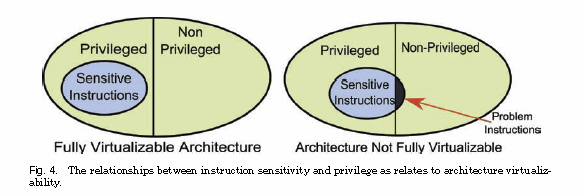 Privileged
Non
Privileged
Sensitive
Instructions
Fully Virtualizable Architecture
Privileged
Non-Privileged
Sensitive
Instructions
Problem
Instructions
Architecture Not Fully Virtualizable
Fig. 4. The relationships between instruction sensitivity and privilege as relates to architecture virtualiz-
ability.